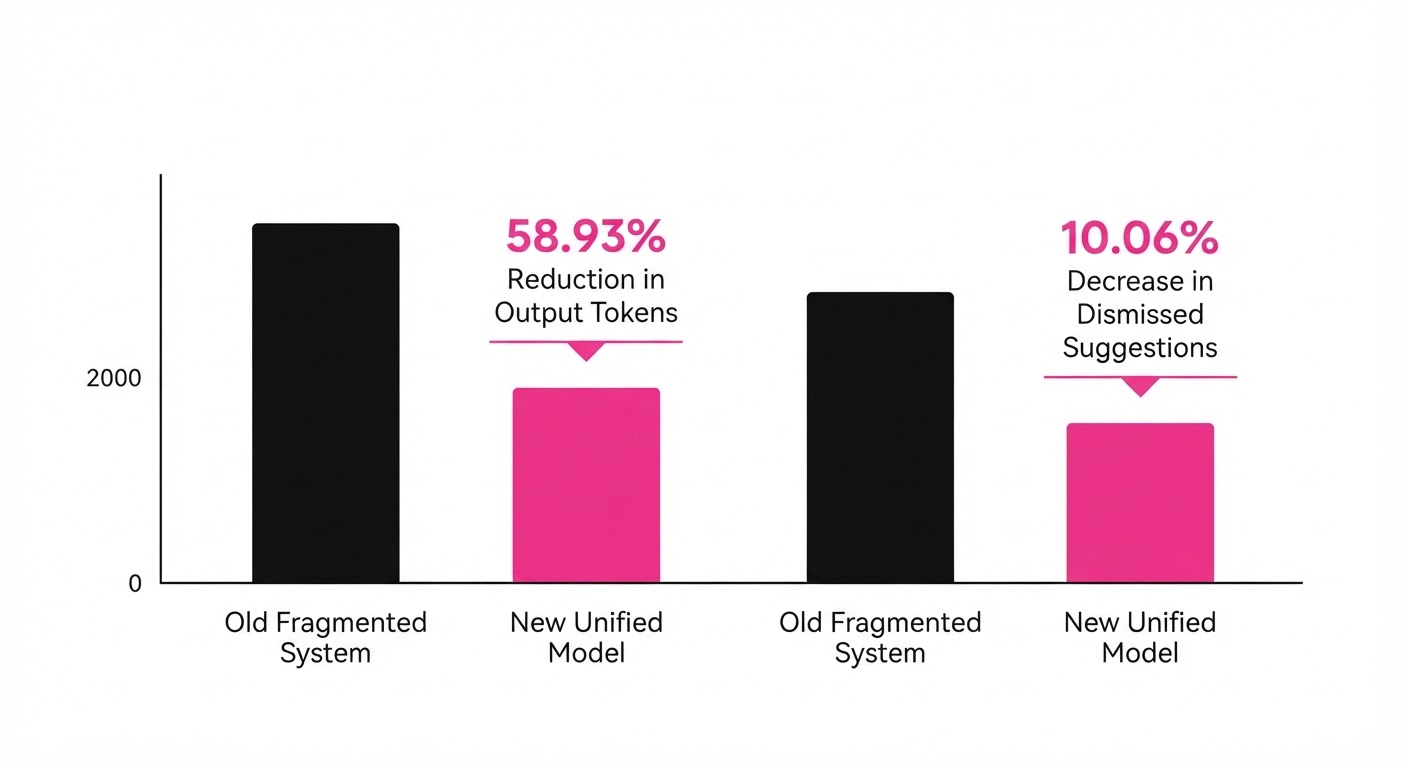 58.93%
Reduction in
Output Tokens
10.06%
Decrease in
Dismissed
Suggestions
2000
0
Old Fragmented
System
New Unified
Model
Old Fragmented
System
New Unified
Model